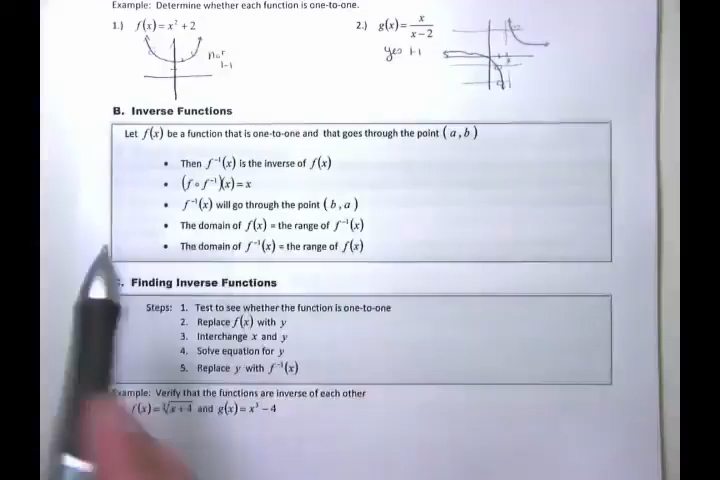 Example: Determine whether each function is one-to-one.
1.) f(x) = x² + 2
2.) g(x) = x/(x − 2)
not
1-1
yes 1-1
B. Inverse Functions
Let f(x) be a function that is one-to-one and that goes through the point (a, b)
• Then f⁻¹(x) is the inverse of f(x)
• (f ∘ f⁻¹)(x) = x
• f⁻¹(x) will go through the point (b, a)
• The domain of f(x) = the range of f⁻¹(x)
• The domain of f⁻¹(x) = the range of f(x)
C. Finding Inverse Functions
Steps: 1. Test to see whether the function is one-to-one
2. Replace f(x) with y
3. Interchange x and y
4. Solve equation for y
5. Replace y with f⁻¹(x)
Example: Verify that the functions are inverse of each other
f(x) = ∛(x + 4) and g(x) = x³ − 4